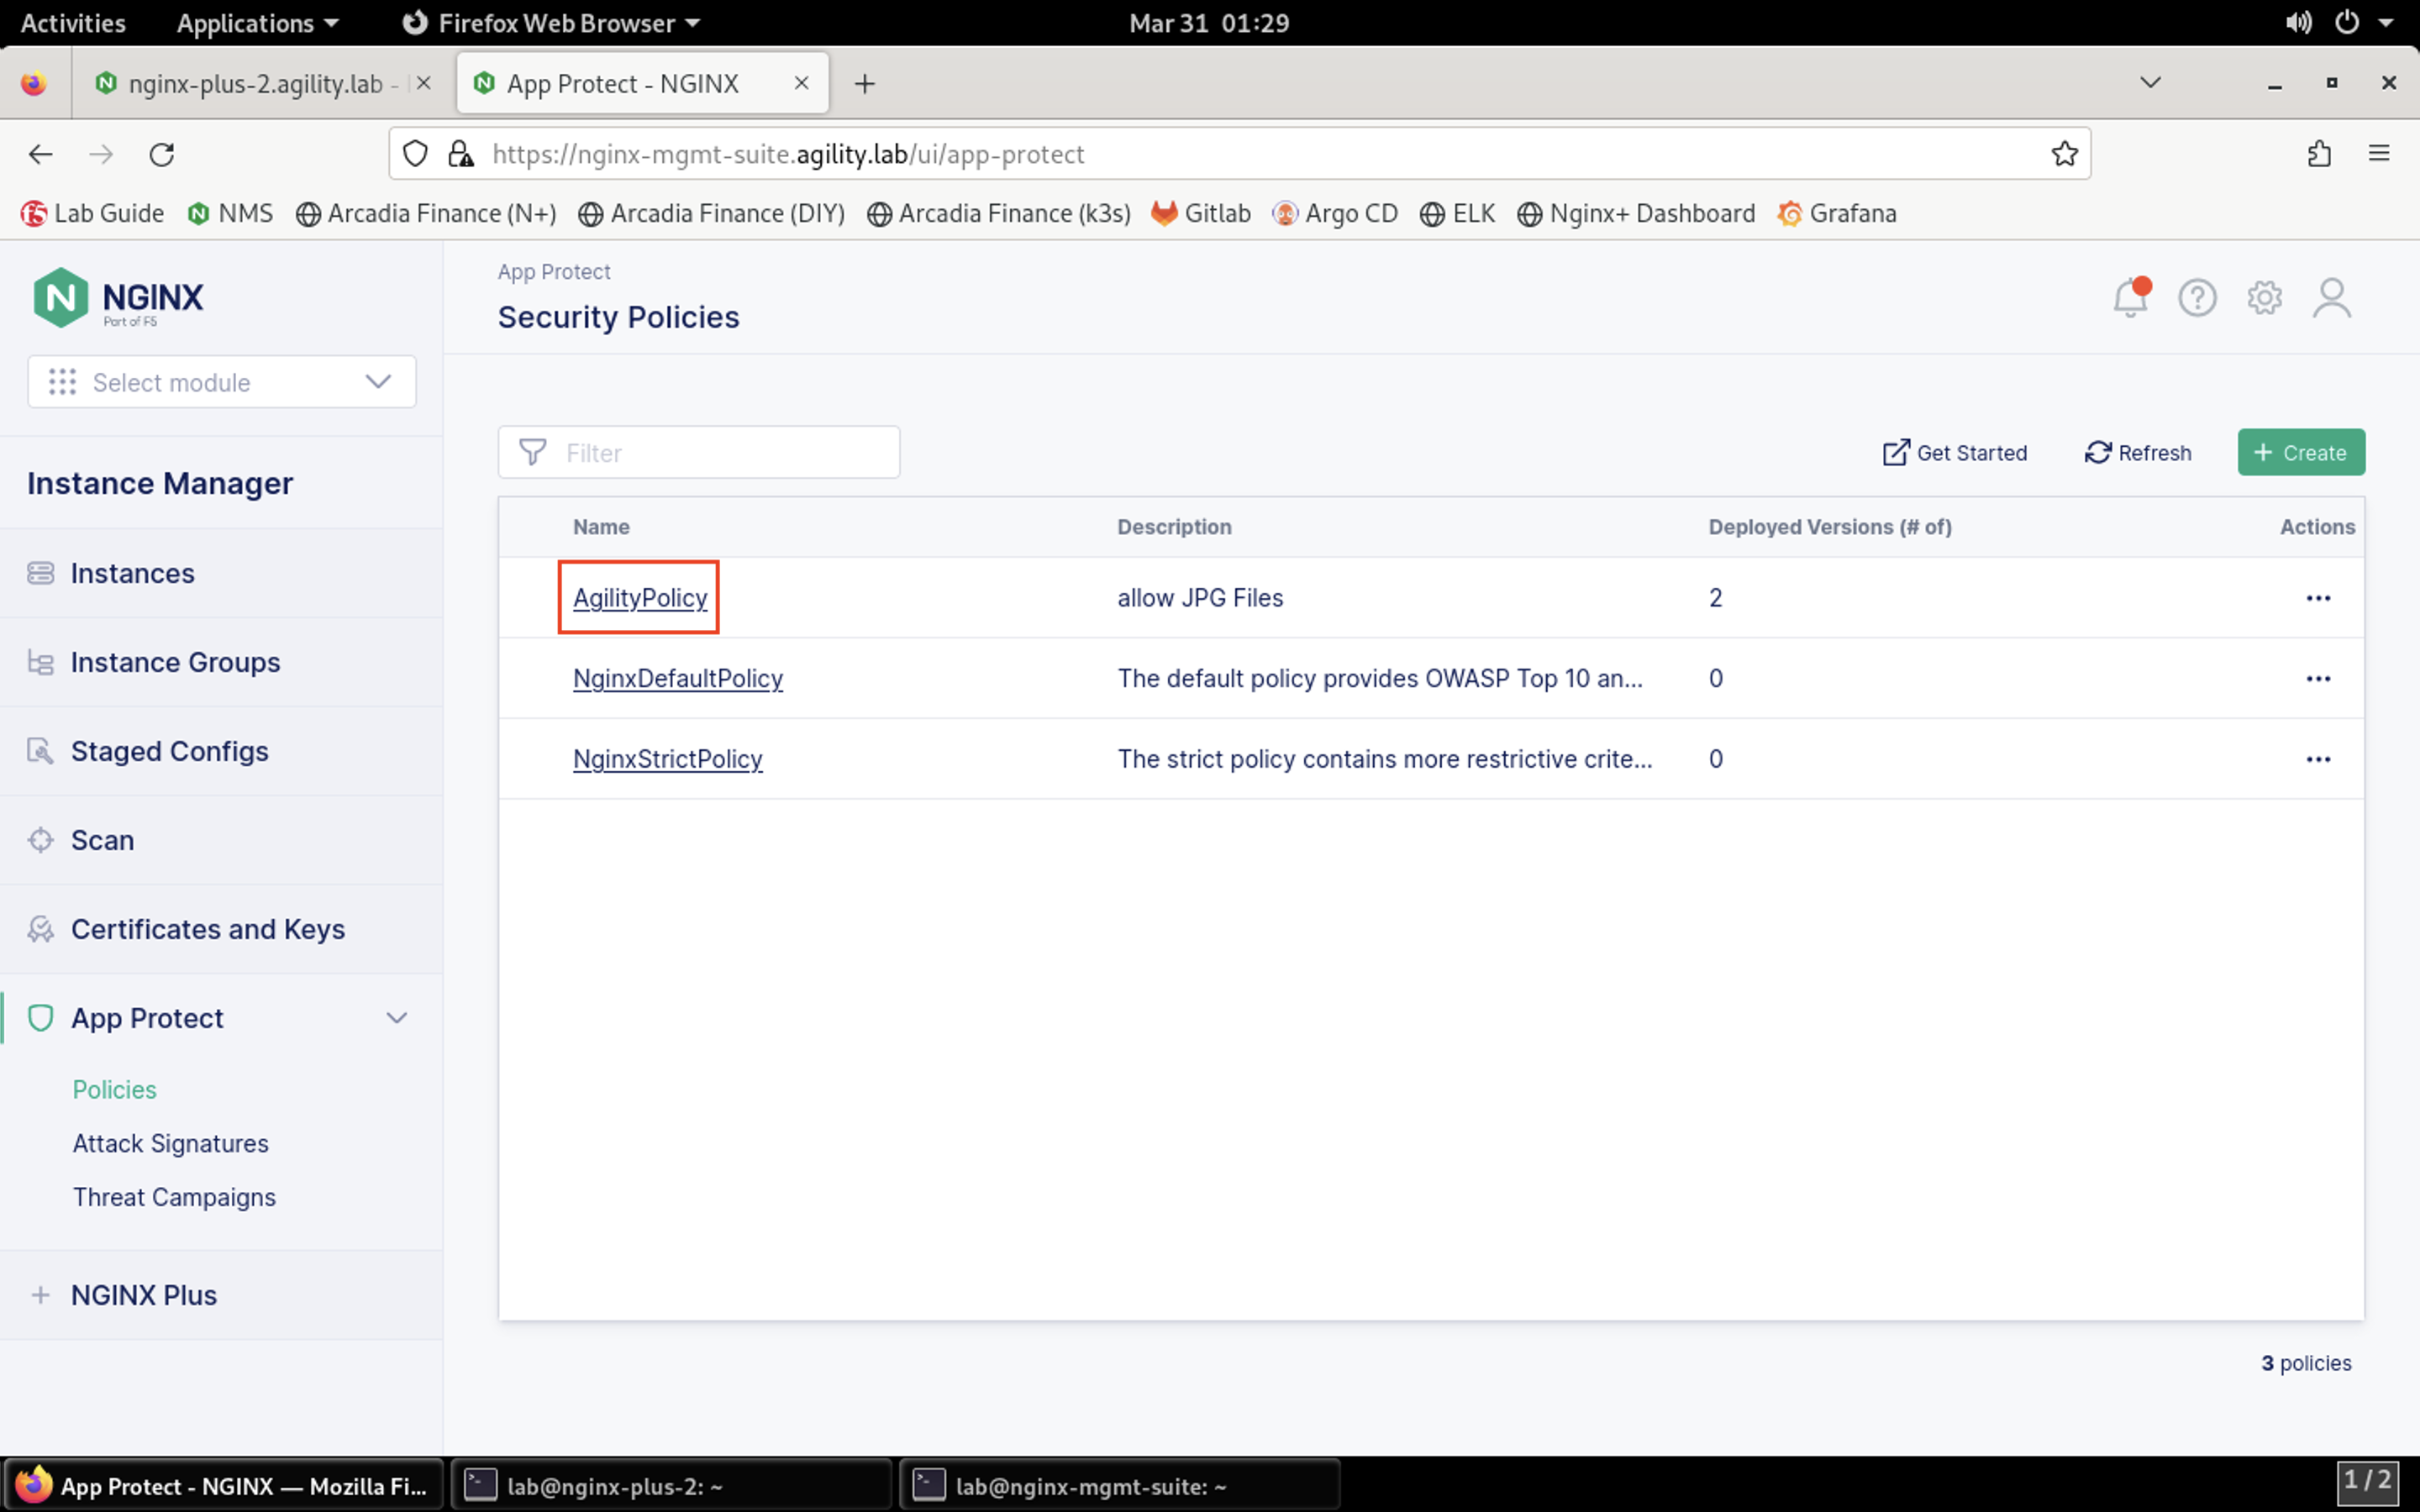 Activities Applications Firefox Web Browser Mar 31 01:29
nginx-plus-2.agility.lab - App Protect - NGINX
https://nginx-mgmt-suite.agility.lab/ui/app-protect
Lab Guide NMS Arcadia Finance (N+) Arcadia Finance (DIY) Arcadia Finance (k3s) Gitlab Argo CD ELK Nginx+ Dashboard Grafana
NGINX
Part of F5
Select module
Instance Manager
Instances
Instance Groups
Staged Configs
Scan
Certificates and Keys
App Protect
Policies
Attack Signatures
Threat Campaigns
NGINX Plus
App Protect
Security Policies
Filter
Get Started Refresh + Create
Name Description Deployed Versions (# of) Actions
AgilityPolicy allow JPG Files 2 ...
NginxDefaultPolicy The default policy provides OWASP Top 10 an... 0 ...
NginxStrictPolicy The strict policy contains more restrictive crite... 0 ...
3 policies
App Protect - NGINX — Mozilla Fi... lab@nginx-plus-2: ~ lab@nginx-mgmt-suite: ~ 1 / 2